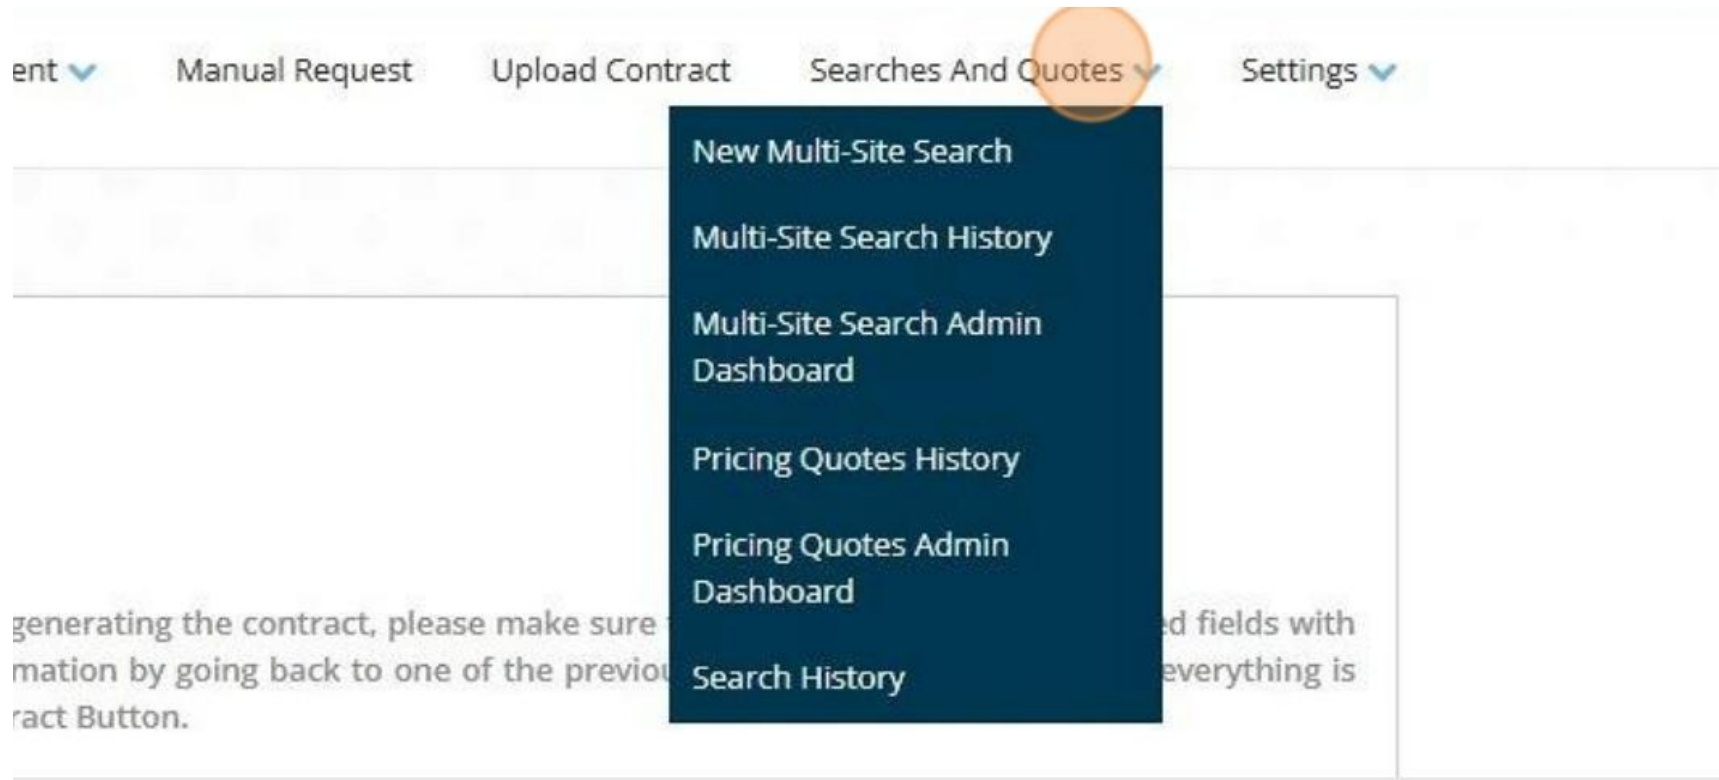 ent Manual Request Upload Contract Searches And Quotes Settings
New Multi-Site Search
Multi-Site Search History
Multi-Site Search Admin
Dashboard
Pricing Quotes History
Pricing Quotes Admin
Dashboard
Search History
generating the contract, please make sure ed fields with
mation by going back to one of the previou everything is
ract Button.